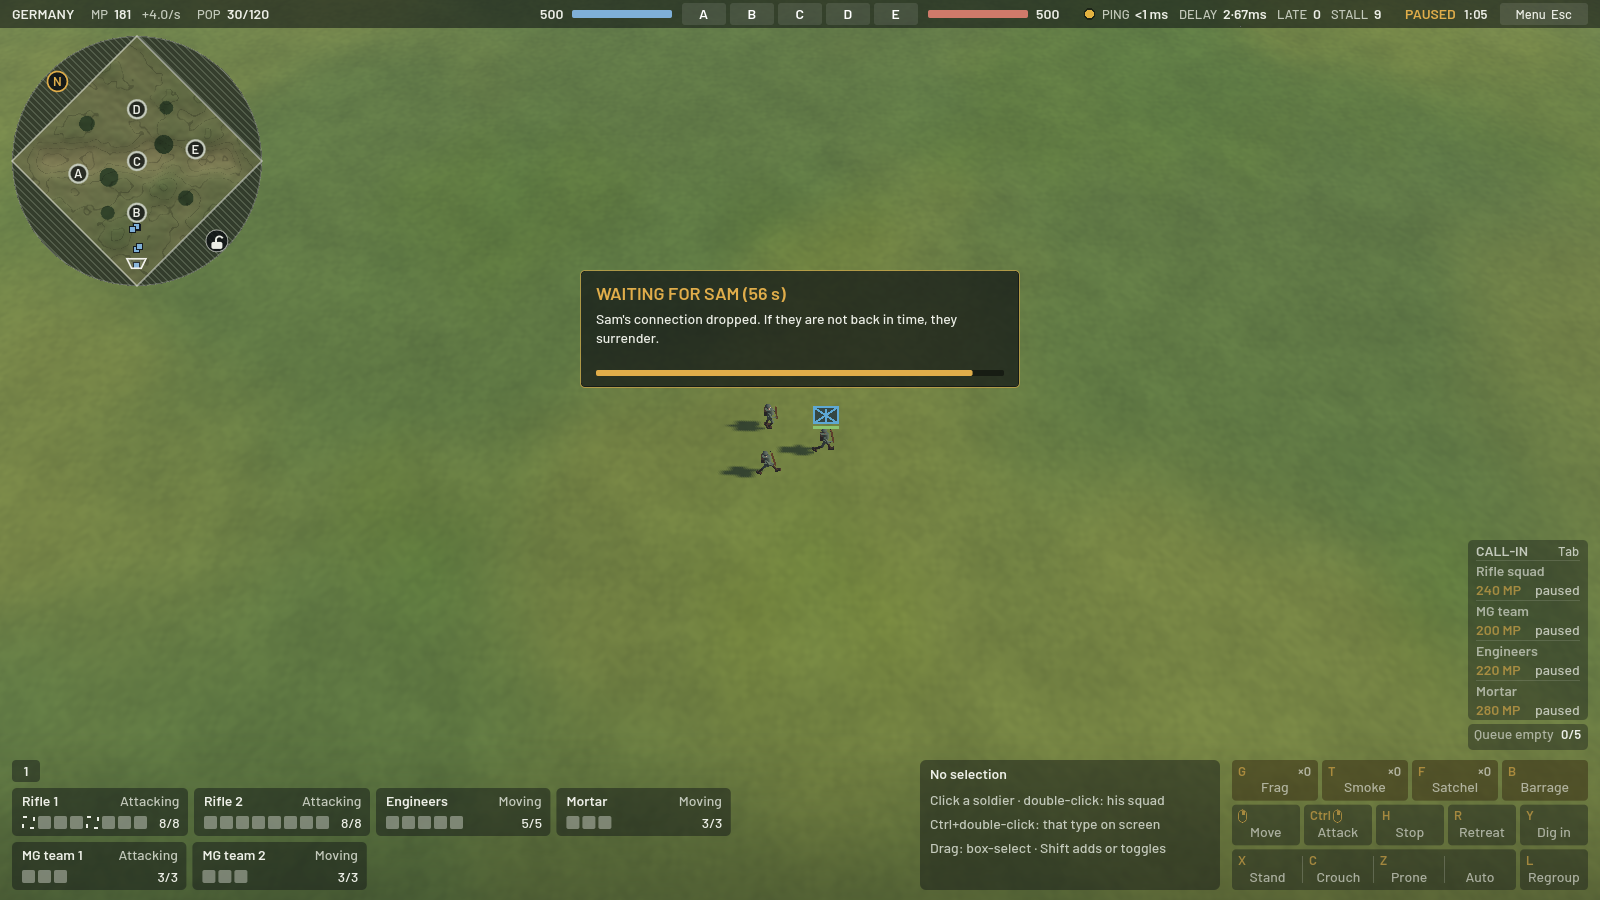 GERMANY MP 181 +4.0/s POP 30/120 500 A B C D E 500 PING <1 ms DELAY 2·67ms LATE 0 STALL 9 PAUSED 1:05 Menu Esc
N
D
E
C
A
B
WAITING FOR SAM (56 s)
Sam's connection dropped. If they are not back in time, they
surrender.
CALL-IN Tab
Rifle squad
240 MP paused
MG team
200 MP paused
Engineers
220 MP paused
Mortar
280 MP paused
Queue empty 0/5
1
Rifle 1 Attacking
8/8
Rifle 2 Attacking
8/8
Engineers Moving
5/5
Mortar Moving
3/3
MG team 1 Attacking
3/3
MG team 2 Moving
3/3
No selection
Click a soldier · double-click: his squad
Ctrl+double-click: that type on screen
Drag: box-select · Shift adds or toggles
G ×0 T ×0 F ×0 B
Frag Smoke Satchel Barrage
Ctrl H R Y
Move Attack Stop Retreat Dig in
X C Z L
Stand Crouch Prone Auto Regroup